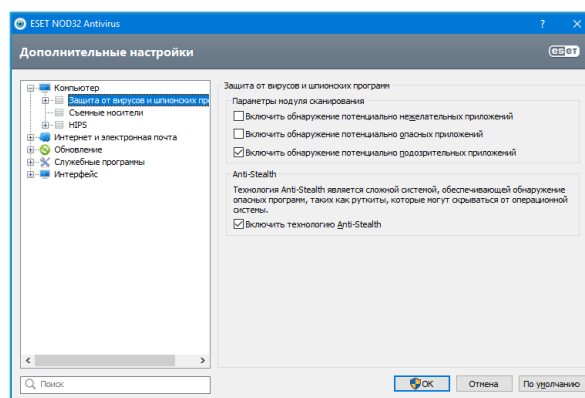 ESET NOD32 Antivirus
Дополнительные настройки
eset
Компьютер
Защита от вирусов и шпионских про
Съемные носители
HIPS
Интернет и электронная почта
Обновление
Служебные программы
Интерфейс
Поиск
Защита от вирусов и шпионских программ
Параметры модуля сканирования
Включить обнаружение потенциально нежелательных приложений
Включить обнаружение потенциально опасных приложений
Включить обнаружение потенциально подозрительных приложений
Anti-Stealth
Технология Anti-Stealth является сложной системой, обеспечивающей обнаружение
опасных программ, таких как руткиты, которые могут скрываться от операционной
системы.
Включить технологию Anti-Stealth
OK
Отмена
По умолчанию